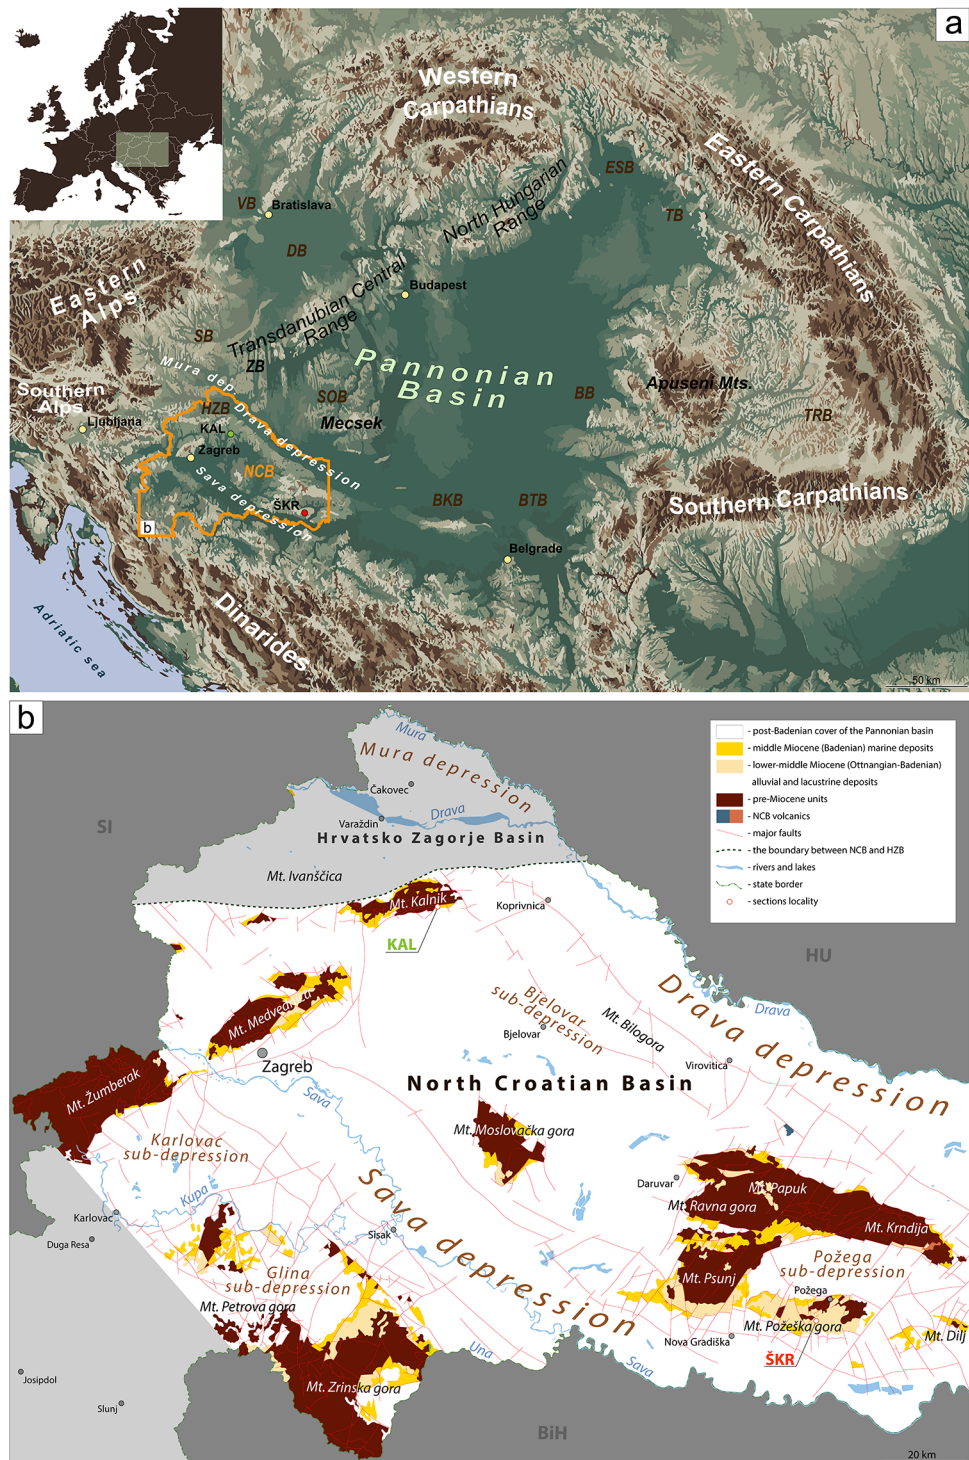 a
Western
Carpathians
Eastern Carpathians
ESB
TB
VB
Bratislava
North Hungarian
Range
DB
Eastern
Alps
Transdanubian Central
Range
Budapest
SB
ZB
Pannonian
Basin
Mura dep.
Southern
Alps
SOB
BB
Apuseni Mts.
HZB
Drava depression
Mecsek
TRB
Ljubljana
KAL
Zagreb
NCB
Sava depression
ŠKR
BKB
BTB
Southern Carpathians
b
Belgrade
Dinarides
Adriatic sea
50 km
b
Mura
Mura depression
Čakovec
Drava
Varaždin
Hrvatsko Zagorje Basin
SI
Mt. Ivanščica
- post-Badenian cover of the Pannonian basin
- middle Miocene (Badenian) marine deposits
- lower-middle Miocene (Ottnangian-Badenian)
alluvial and lacustrine deposits
- pre-Miocene units
- NCB volcanics
- major faults
- the boundary between NCB and HZB
- rivers and lakes
- state border
- sections locality
Mt. Kalnik
Koprivnica
KAL
HU
Mt. Medvednica
Bjelovar
sub-depression
Drava
Drava depression
Bjelovar
Mt. Bilogora
Virovitica
Zagreb
North Croatian Basin
Mt. Žumberak
Sava
Mt. Moslovačka gora
Karlovac
sub-depression
Sava depression
Daruvar
Mt. Papuk
Mt. Ravna gora
Mt. Krndija
Kupa
Karlovac
Duga Resa
Sisak
Glina
sub-depression
Mt. Psunj
Požega
sub-depression
Požega
Mt. Petrova gora
Mt. Požeška gora
Nova Gradiška
Mt. Dilj
Una
Sava
ŠKR
Josipdol
Mt. Zrinska gora
Slunj
BiH
20 km